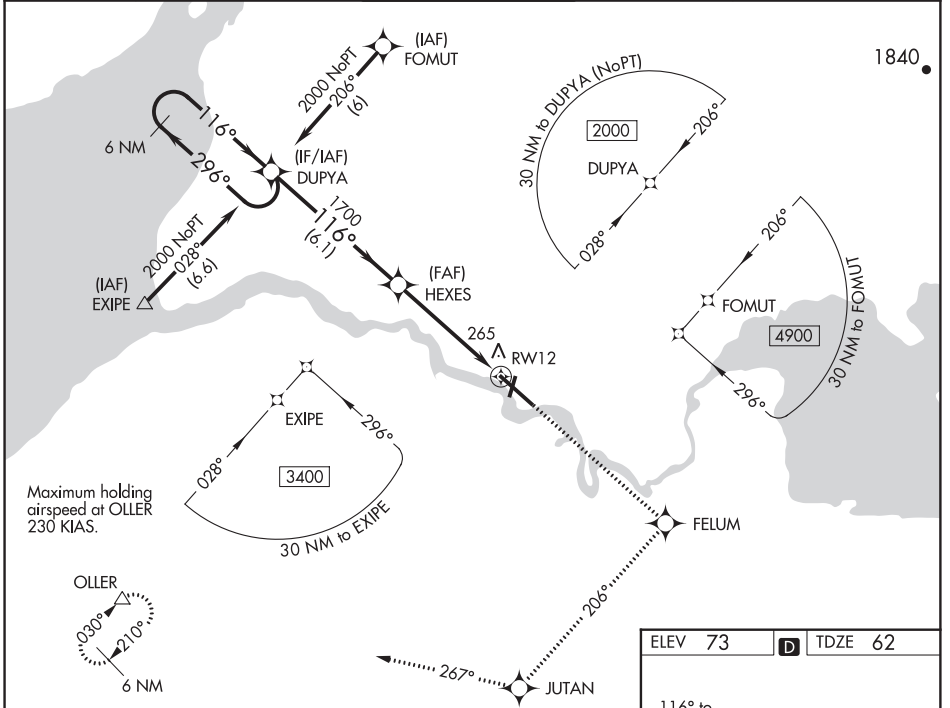 (IAF)
FOMUT
2000 NoPT
206°
(6)
1840
30 NM to DUPYA (NoPT)
2000
206°
DUPYA
028°
116°
6 NM
296°
(IF/IAF)
DUPYA
1700
116°
(6.1)
2000 NoPT
028°
(6.6)
(IAF)
EXIPE
(FAF)
HEXES
206°
FOMUT
4900
30 NM to FOMUT
296°
265
RW12
EXIPE
296°
028°
3400
30 NM to EXIPE
Maximum holding
airspeed at OLLER
230 KIAS.
FELUM
OLLER
030°
210°
6 NM
206°
267°
JUTAN
ELEV 73 D TDZE 62
116° to